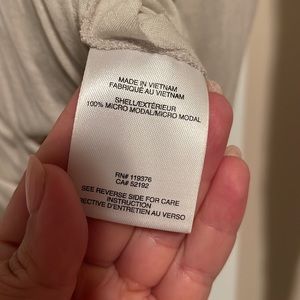 MADE IN VIETNAM
FABRIQUÉ AU VIETNAM
SHELL/EXTÉRIEUR
100% MICRO MODAL/MICRO MODAL
RN# 119376
CA# 52192
SEE REVERSE SIDE FOR CARE
INSTRUCTION
D'ENTRETIEN AU VERSO